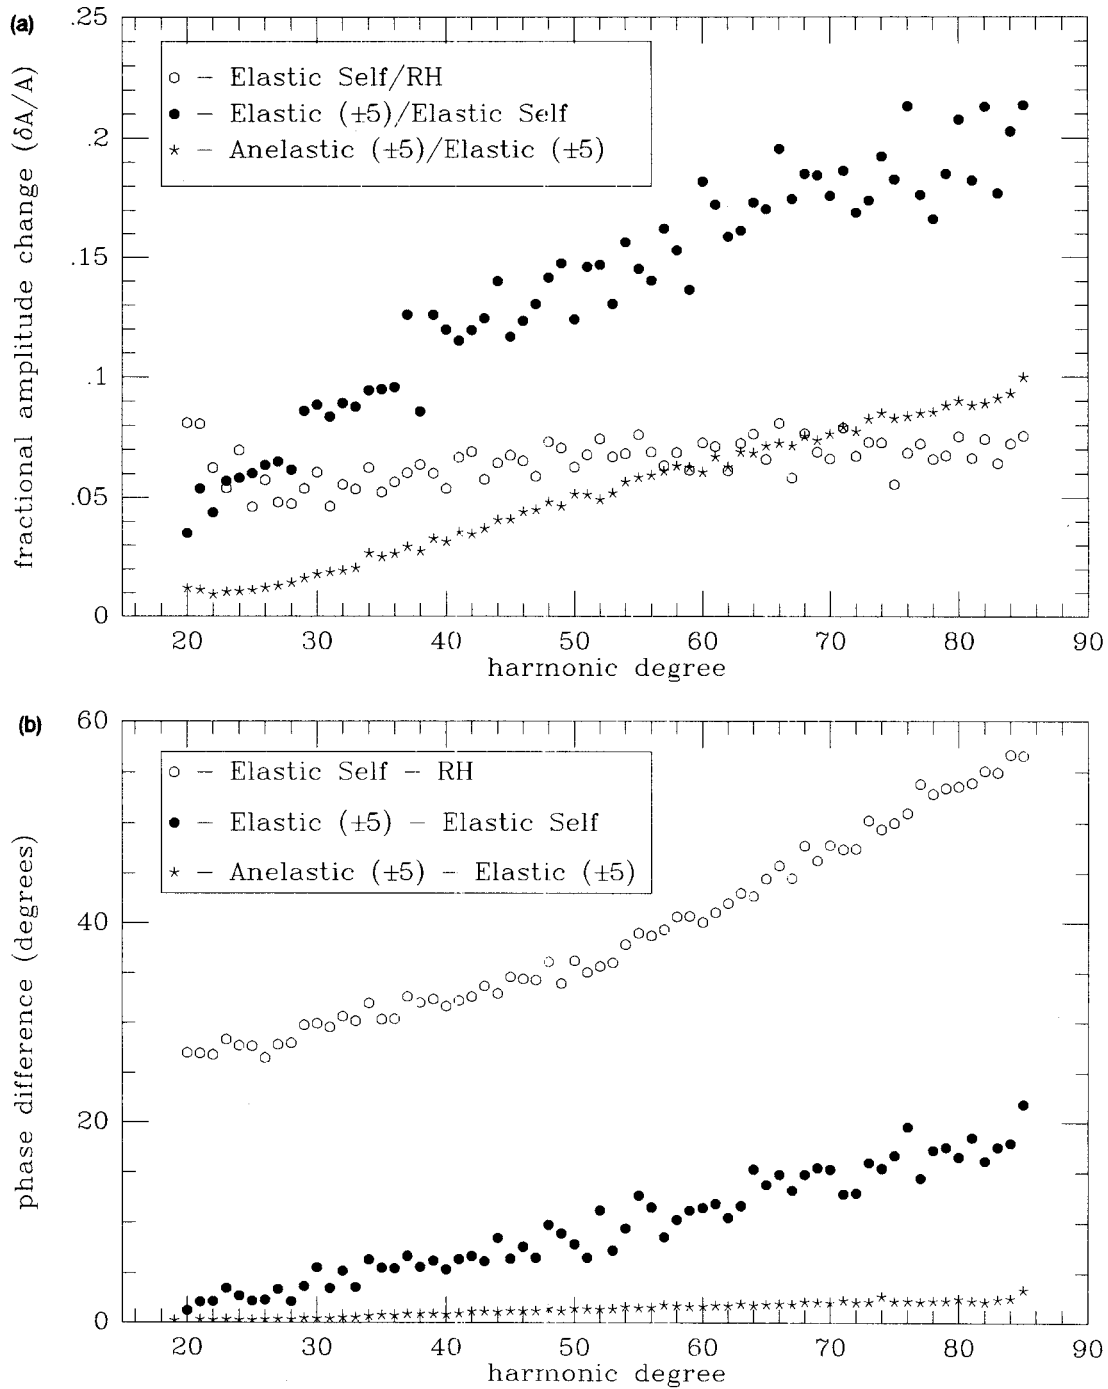 (a)
.25
.2
.15
.1
.05
0
fractional amplitude change (δA/A)
○ – Elastic Self/RH
● – Elastic (±5)/Elastic Self
* – Anelastic (±5)/Elastic (±5)
20 30 40 50 60 70 80 90
harmonic degree
(b)
60
40
20
0
phase difference (degrees)
○ – Elastic Self – RH
● – Elastic (±5) – Elastic Self
* – Anelastic (±5) – Elastic (±5)
20 30 40 50 60 70 80 90
harmonic degree